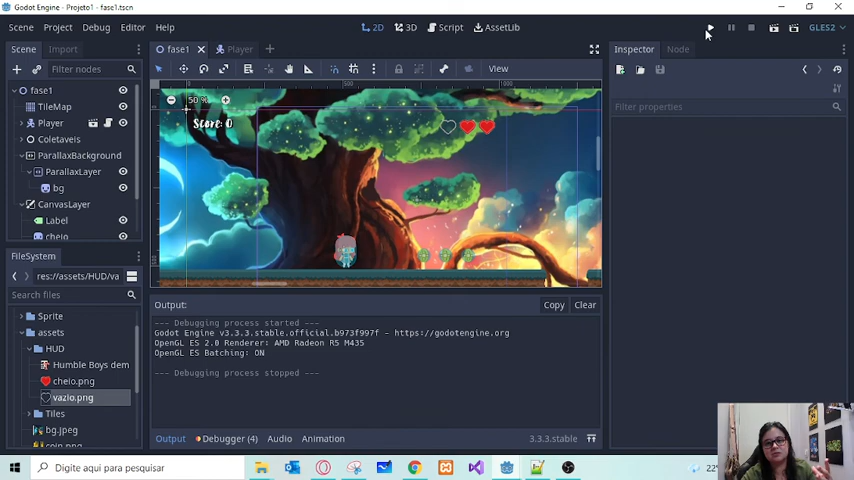 Godot Engine - Projeto1 - fase1.tscn
Scene Project Debug Editor Help
2D 3D Script AssetLib
GLES2
Scene Import
fase1 Player
Inspector Node
Filter nodes
View
fase1
50 %
Filter properties
TileMap
Score: 0
Player
Coletaveis
ParallaxBackground
ParallaxLayer
bg
CanvasLayer
Label
cheio
FileSystem
res://assets/HUD/va
Search files
Output:
Copy Clear
Sprite
assets
HUD
Humble Boys dem
cheio.png
vazio.png
Tiles
bg.jpeg
coin.png
--- Debugging process started ---
Godot Engine v3.3.3.stable.official.b973f997f - https://godotengine.org
OpenGL ES 2.0 Renderer: AMD Radeon R5 M435
OpenGL ES Batching: ON
--- Debugging process stopped ---
Output Debugger (4) Audio Animation
3.3.3.stable
Digite aqui para pesquisar
22°